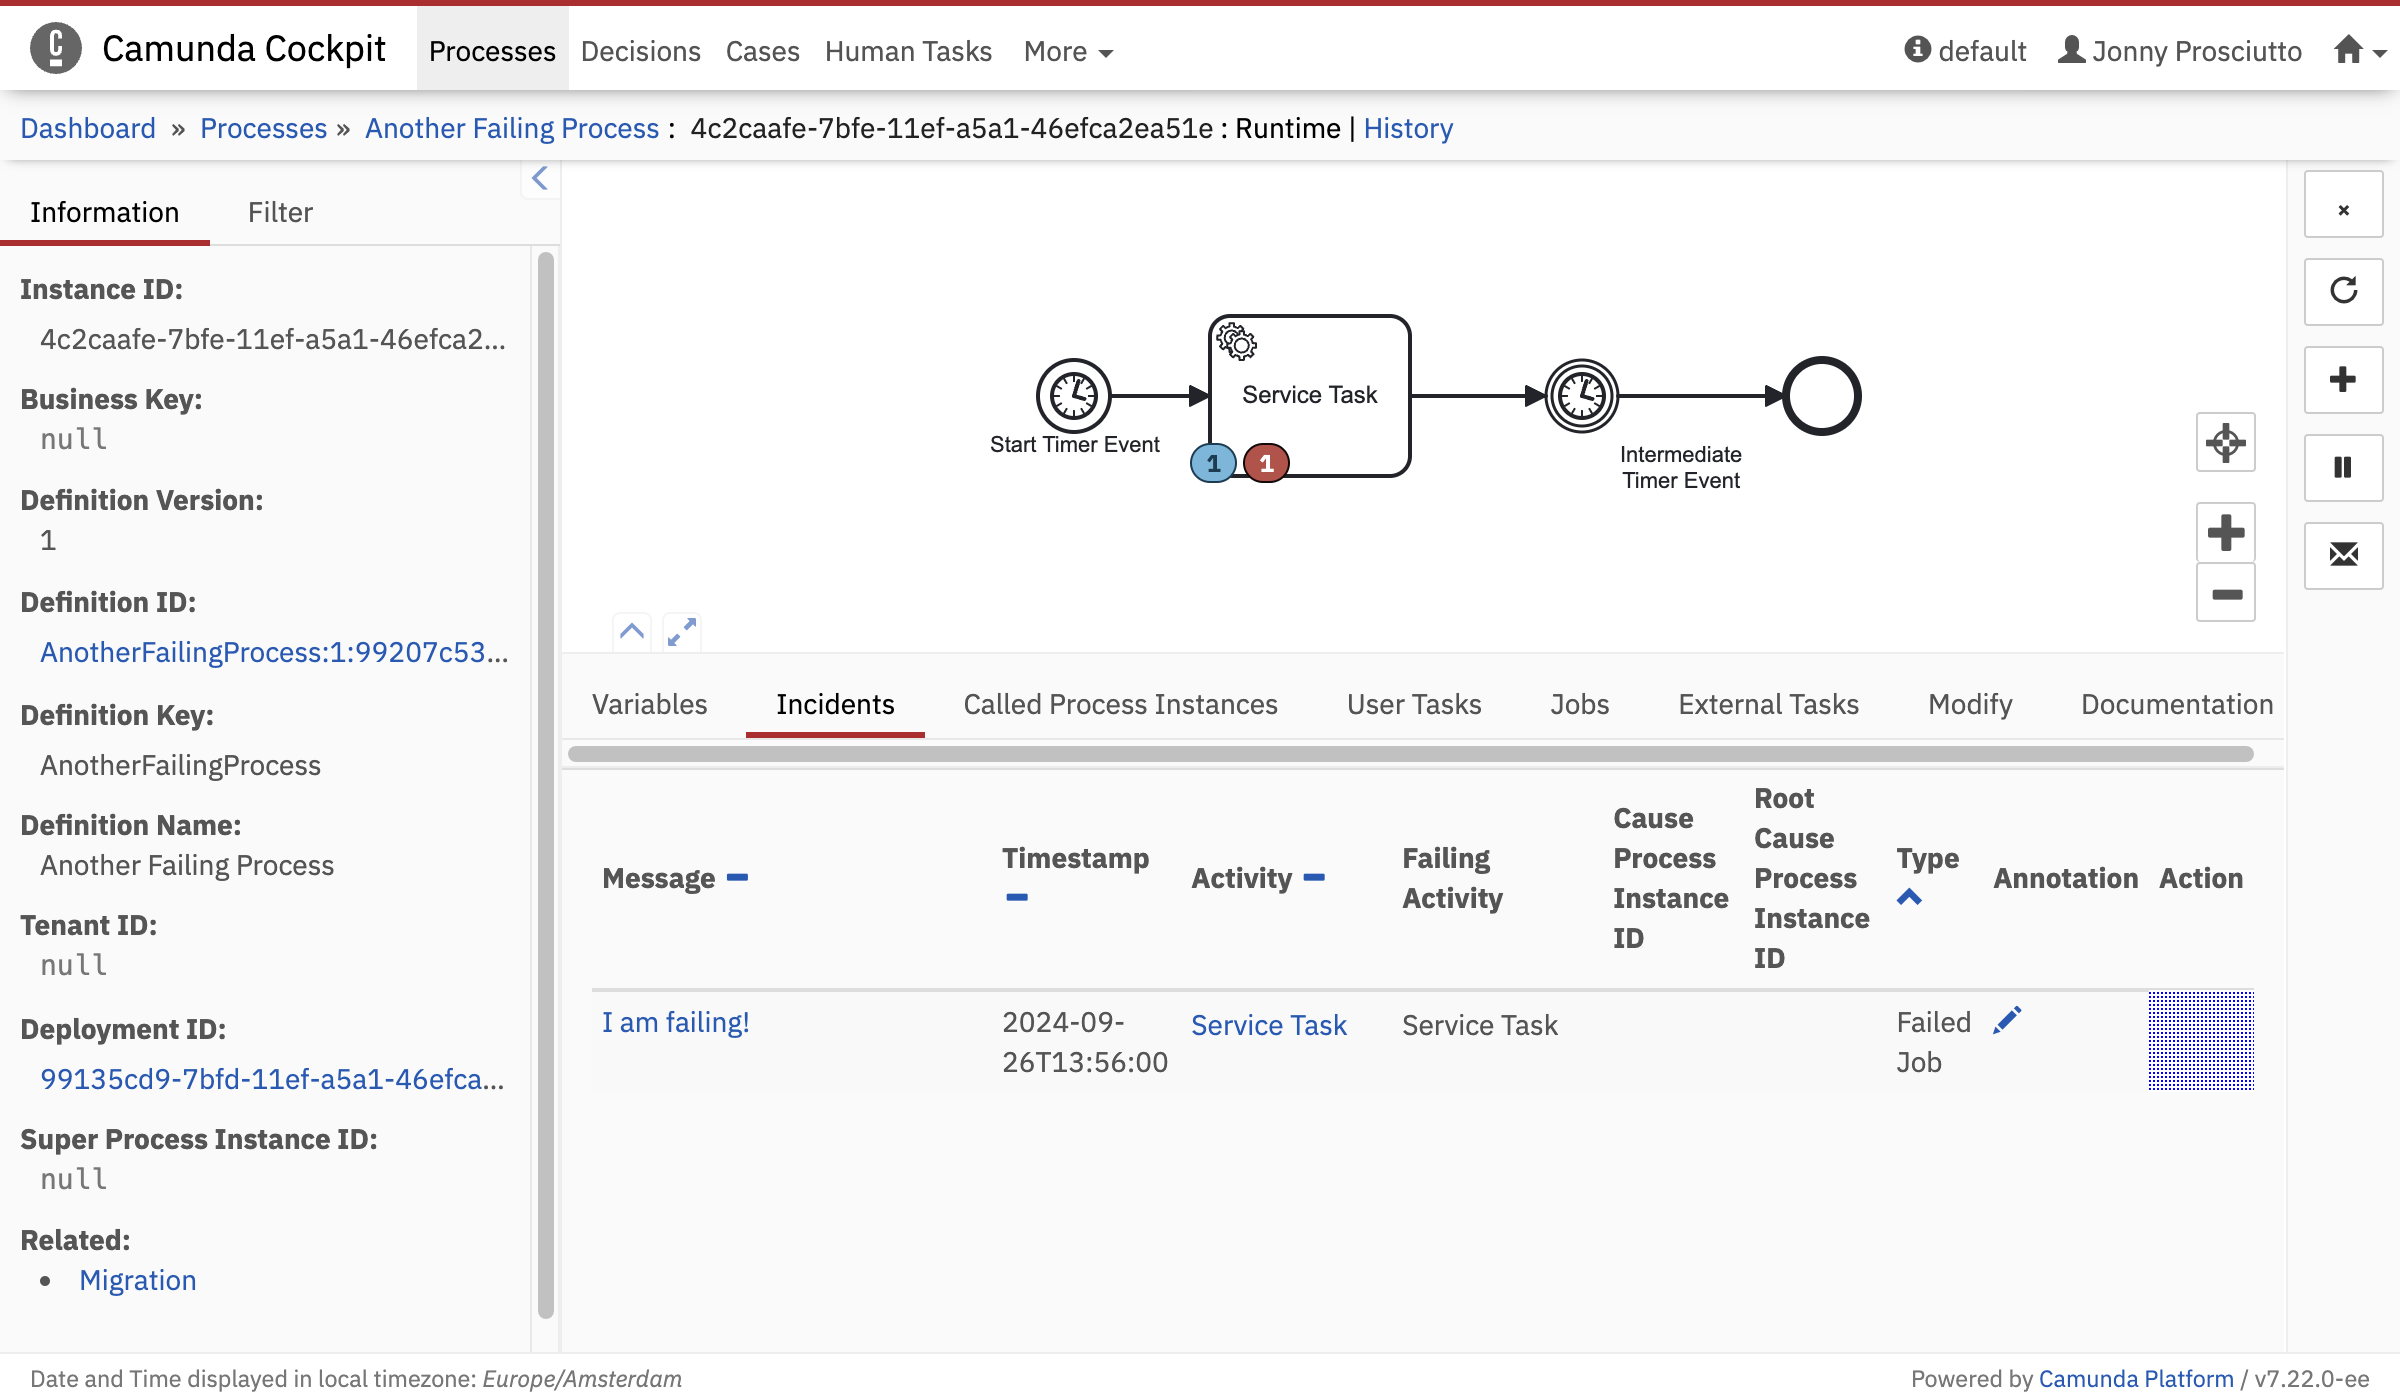 Camunda Cockpit
Processes
Decisions
Cases
Human Tasks
More
default
Jonny Prosciutto
Dashboard » Processes » Another Failing Process : 4c2caafe-7bfe-11ef-a5a1-46efca2ea51e : Runtime | History
Information
Filter
Instance ID:
4c2caafe-7bfe-11ef-a5a1-46efca2...
Business Key:
null
Definition Version:
1
Definition ID:
AnotherFailingProcess:1:99207c53...
Definition Key:
AnotherFailingProcess
Definition Name:
Another Failing Process
Tenant ID:
null
Deployment ID:
99135cd9-7bfd-11ef-a5a1-46efca...
Super Process Instance ID:
null
Related:
• Migration
Start Timer Event
Service Task
1
1
Intermediate
Timer Event
Variables
Incidents
Called Process Instances
User Tasks
Jobs
External Tasks
Modify
Documentation
Message
Timestamp
Activity
Failing
Activity
Cause
Process
Instance
ID
Root
Cause
Process
Instance
ID
Type
Annotation
Action
I am failing!
2024-09-
26T13:56:00
Service Task
Service Task
Failed
Job
Date and Time displayed in local timezone: Europe/Amsterdam
Powered by Camunda Platform / v7.22.0-ee